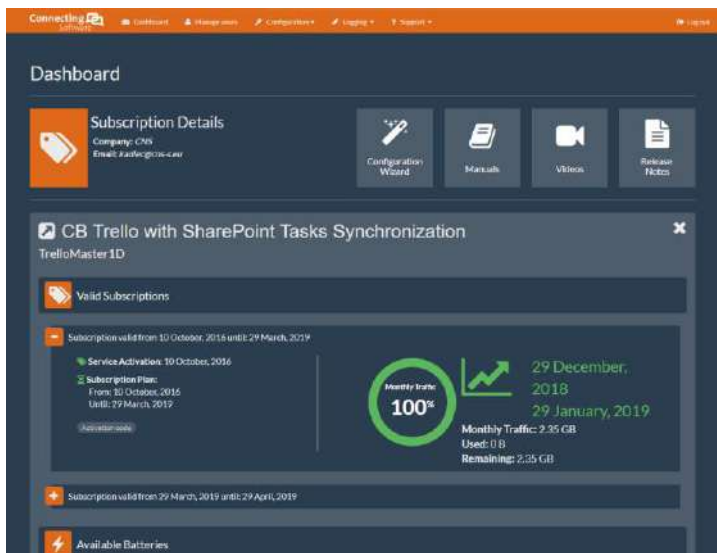 Connecting
Software
Dashboard
Manage users
Configuration
Logging
? Support
Logout
Dashboard
Subscription Details
Company: CNS
Email:
Configuration
Wizard
Manuals
Videos
Release
Notes
CB Trello with SharePoint Tasks Synchronization
TrelloMaster1D
Valid Subscriptions
Subscription valid from 10 October, 2016 until: 29 March, 2019
Service Activation: 10 October, 2016
Subscription Plan:
From: 10 October, 2016
Until: 29 March, 2019
Activation code
Monthly Traffic
100%
29 December,
2018
29 January, 2019
Monthly Traffic: 2.35 GB
Used: 0 B
Remaining: 2.35 GB
Subscription valid from 29 March, 2019 until: 29 April, 2019
Available Batteries